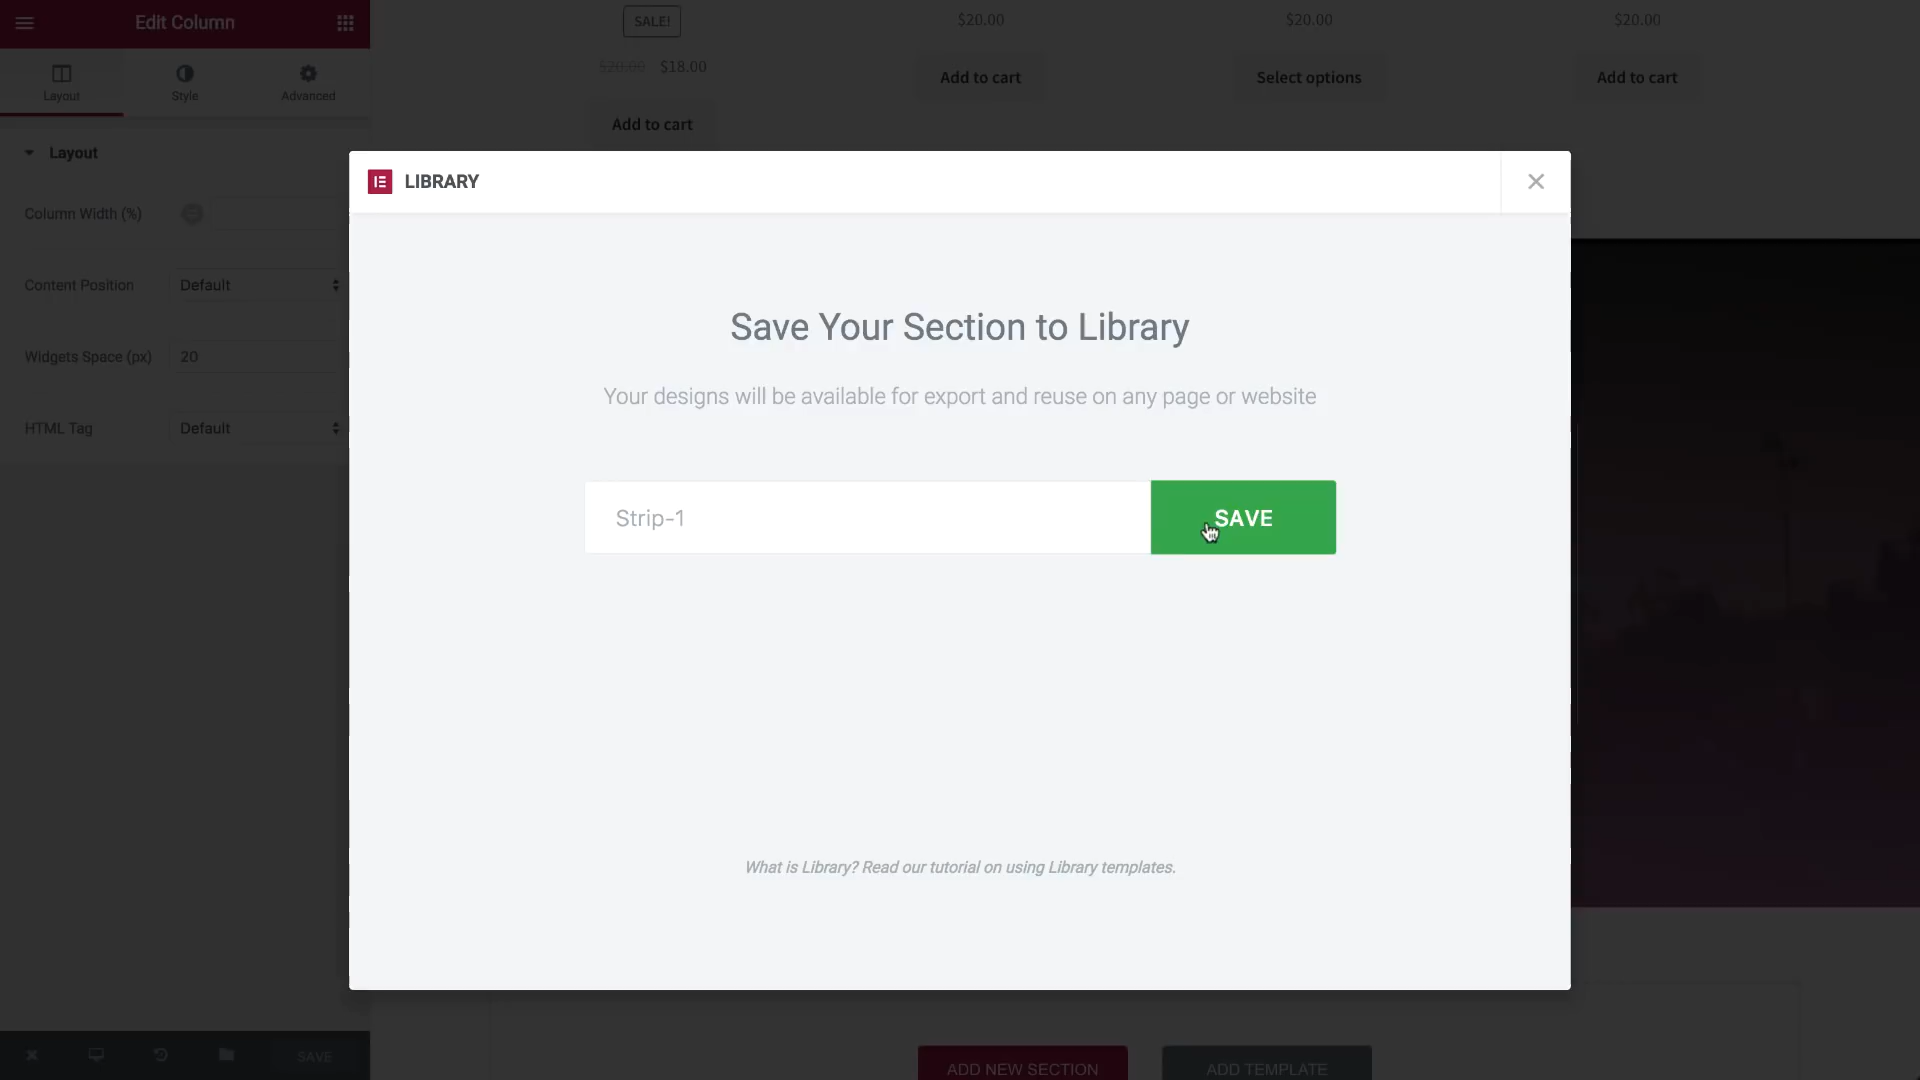 Edit Column
Layout
Style
Advanced
Layout
Column Width (%)
Content Position
Default
Widgets Space (px)
20
HTML Tag
Default
SAVE
SALE!
$20.00 $18.00
Add to cart
$20.00
Add to cart
$20.00
Select options
$20.00
Add to cart
LIBRARY
Save Your Section to Library
Your designs will be available for export and reuse on any page or website
Strip-1
SAVE
What is Library? Read our tutorial on using Library templates.
ADD NEW SECTION
ADD TEMPLATE